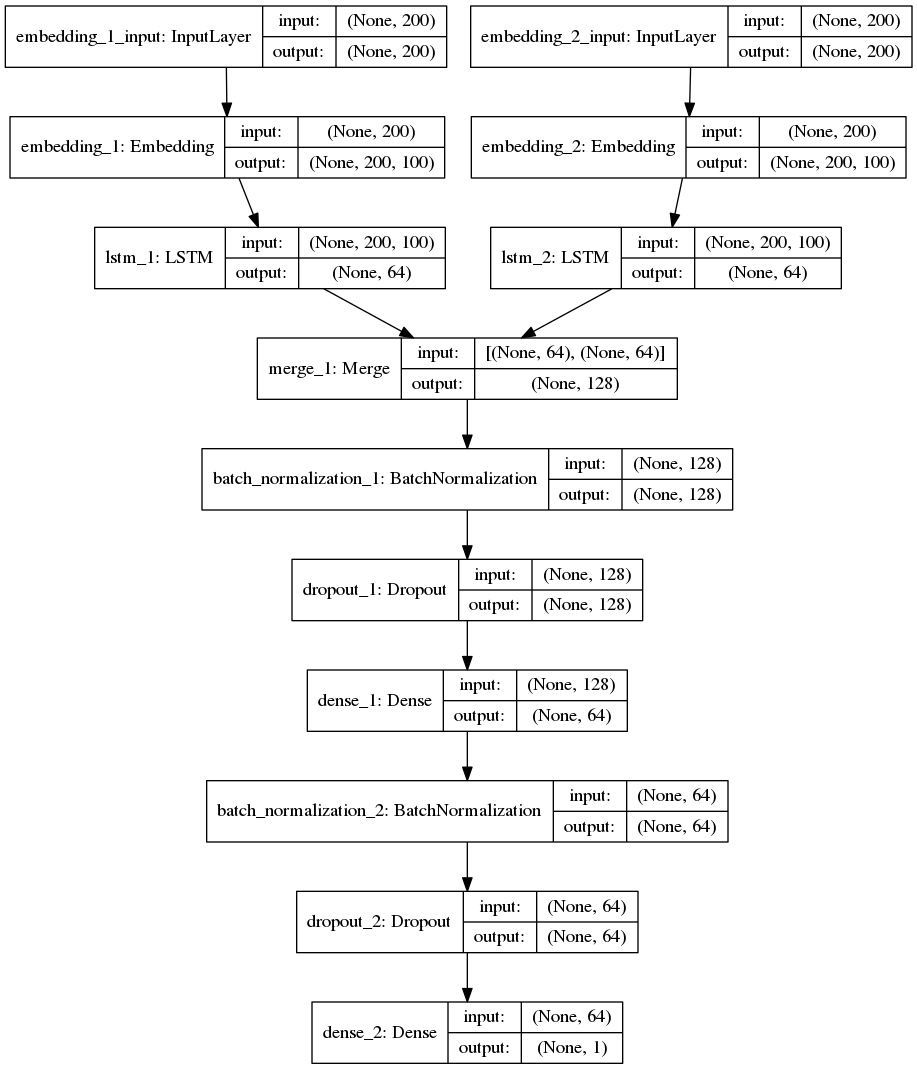 embedding_1_input: InputLayer input: (None, 200) output: (None, 200)
embedding_2_input: InputLayer input: (None, 200) output: (None, 200)
embedding_1: Embedding input: (None, 200) output: (None, 200, 100)
embedding_2: Embedding input: (None, 200) output: (None, 200, 100)
lstm_1: LSTM input: (None, 200, 100) output: (None, 64)
lstm_2: LSTM input: (None, 200, 100) output: (None, 64)
merge_1: Merge input: [(None, 64), (None, 64)] output: (None, 128)
batch_normalization_1: BatchNormalization input: (None, 128) output: (None, 128)
dropout_1: Dropout input: (None, 128) output: (None, 128)
dense_1: Dense input: (None, 128) output: (None, 64)
batch_normalization_2: BatchNormalization input: (None, 64) output: (None, 64)
dropout_2: Dropout input: (None, 64) output: (None, 64)
dense_2: Dense input: (None, 64) output: (None, 1)